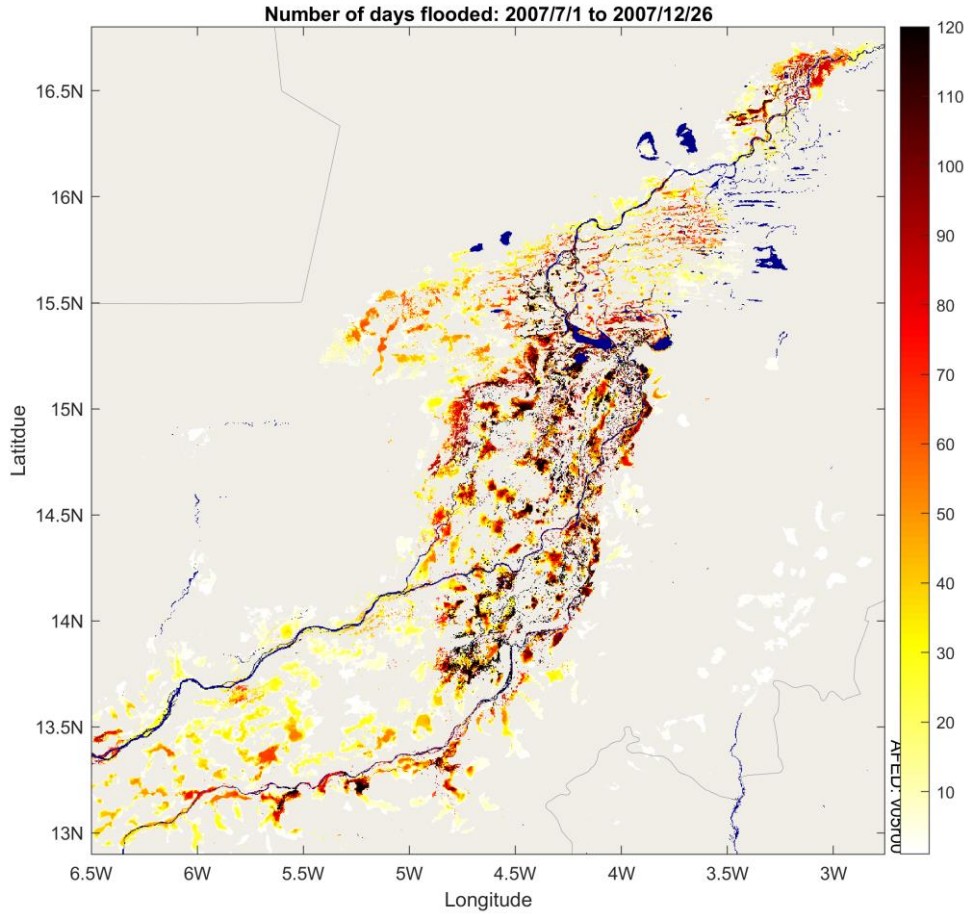 Number of days flooded: 2007/7/1 to 2007/12/26
120
110
100
90
80
70
60
50
40
30
20
10
AFED: v05r00
16.5N
16N
15.5N
15N
14.5N
14N
13.5N
13N
Latitdue
6.5W
6W
5.5W
5W
4.5W
4W
3.5W
3W
Longitude